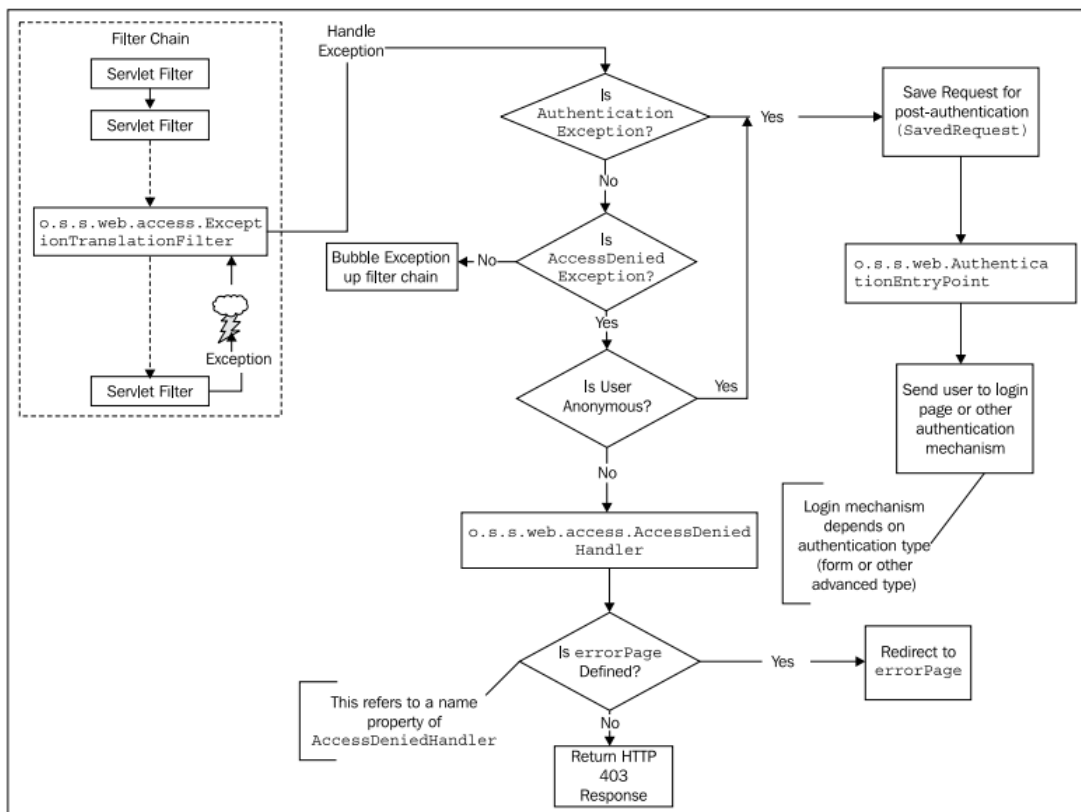 Filter Chain
Servlet Filter
Servlet Filter
o.s.s.web.access.Except
ionTranslationFilter
Exception
Servlet Filter
Handle
Exception
Is
Authentication
Exception?
Yes
No
Is
AccessDenied
Exception?
No
Bubble Exception
up filter chain
Yes
Is User
Anonymous?
Yes
No
o.s.s.web.access.AccessDenied
Handler
Is errorPage
Defined?
Yes
Redirect to
errorPage
This refers to a name
property of
AccessDeniedHandler
No
Return HTTP
403
Response
Save Request for
post-authentication
(SavedRequest)
o.s.s.web.Authentica
tionEntryPoint
Send user to login
page or other
authentication
mechanism
Login mechanism
depends on
authentication type
(form or other
advanced type)